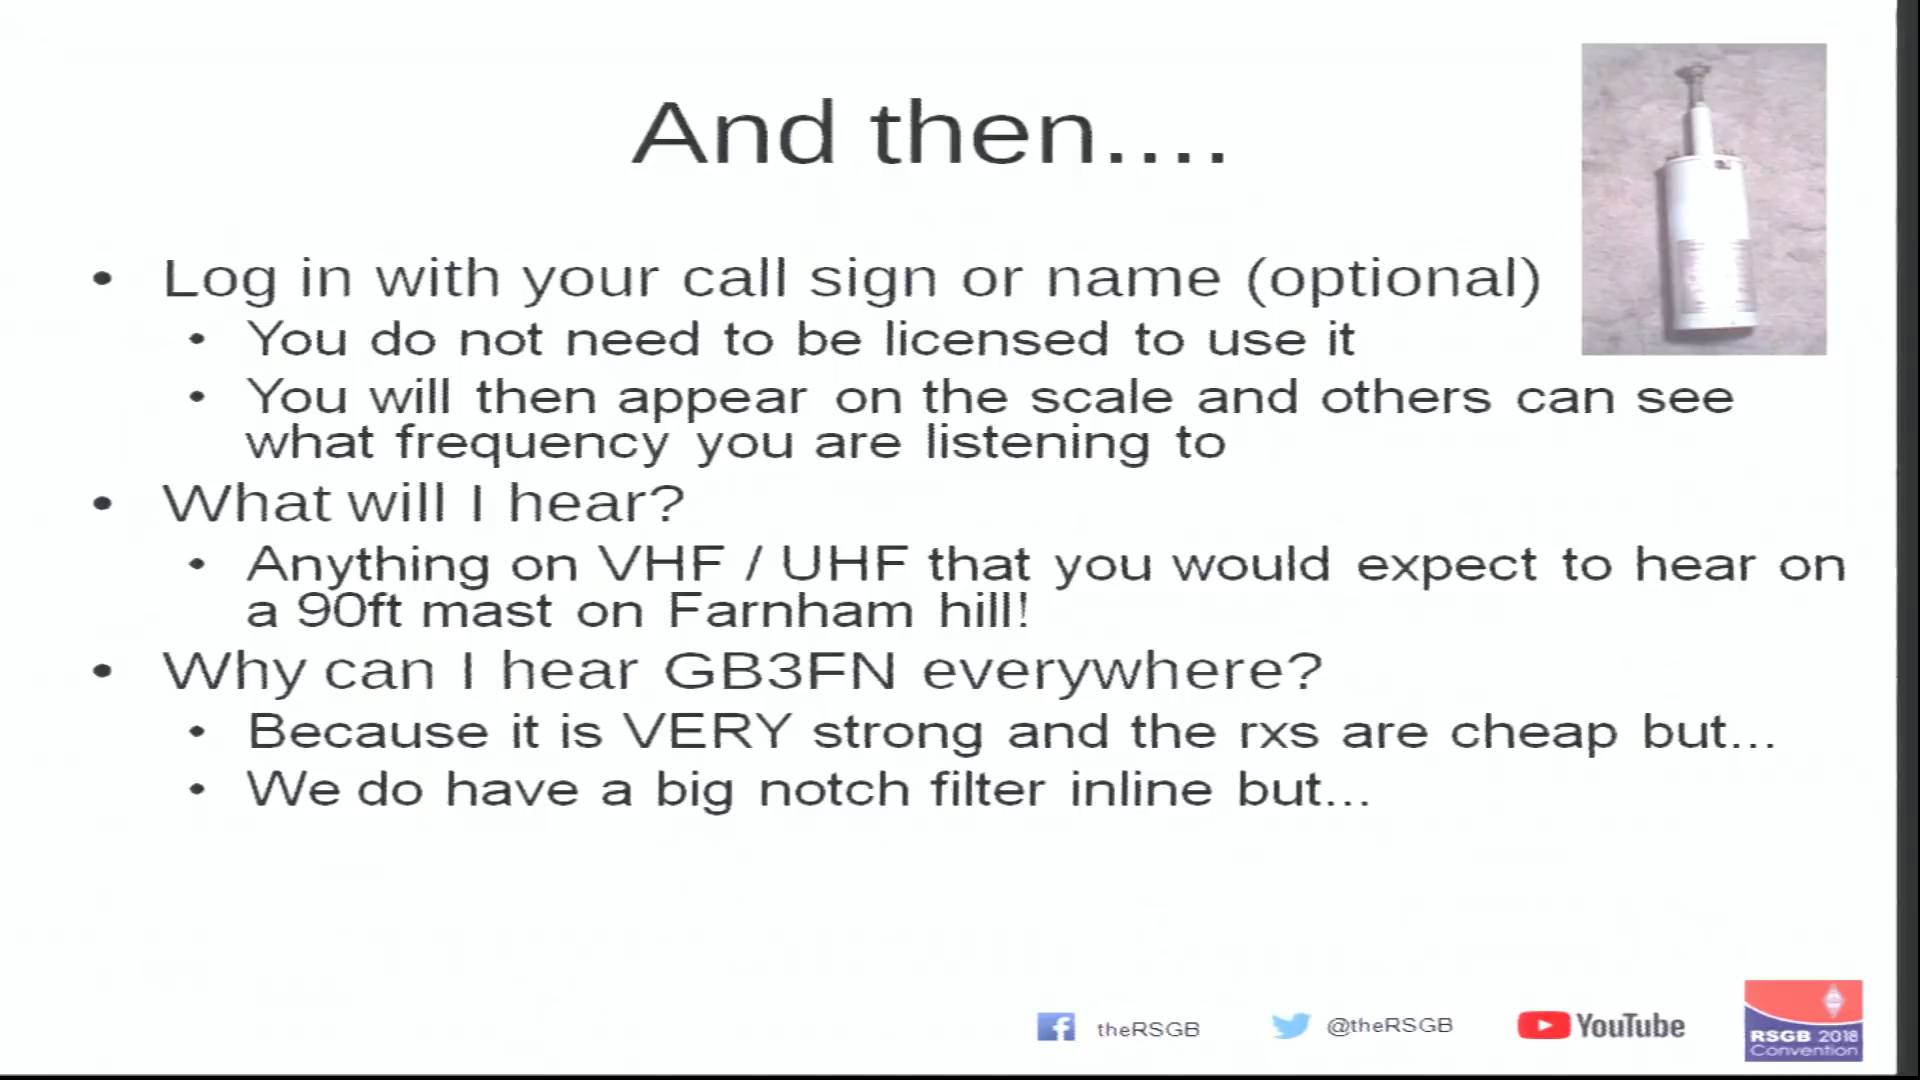 And then....
• Log in with your call sign or name (optional)
• You do not need to be licensed to use it
• You will then appear on the scale and others can see
what frequency you are listening to
• What will I hear?
• Anything on VHF / UHF that you would expect to hear on
a 90ft mast on Farnham hill!
• Why can I hear GB3FN everywhere?
• Because it is VERY strong and the rxs are cheap but...
• We do have a big notch filter inline but...
f theRSGB @theRSGB YouTube
RSGB 2018
Convention